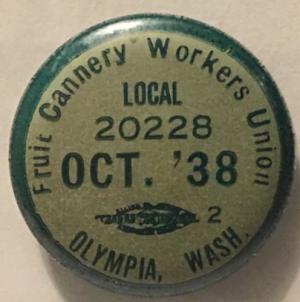 Fruit Cannery Workers Union
LOCAL
20228
OCT. '38
2
OLYMPIA, WASH.